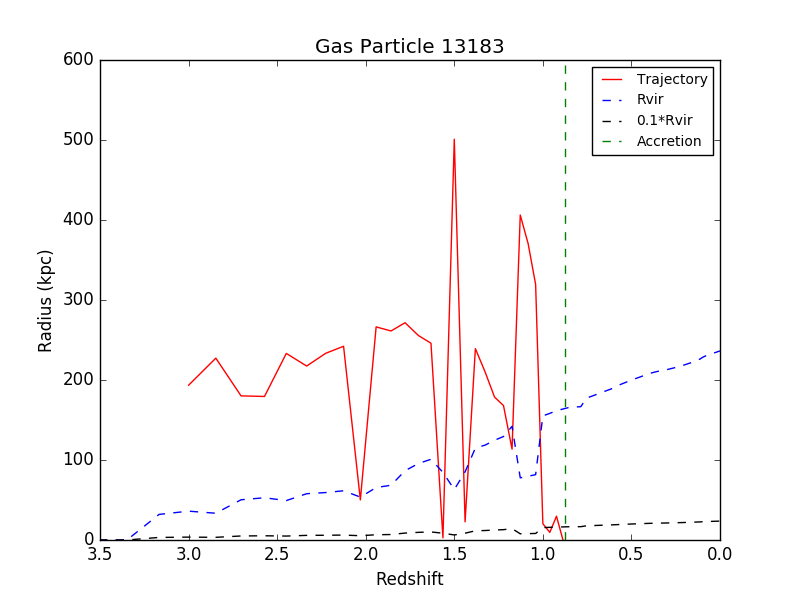 Gas Particle 13183
600
500
400
300
200
100
0
Radius (kpc)
3.5 3.0 2.5 2.0 1.5 1.0 0.5 0.0
Redshift
Trajectory
Rvir
0.1*Rvir
Accretion